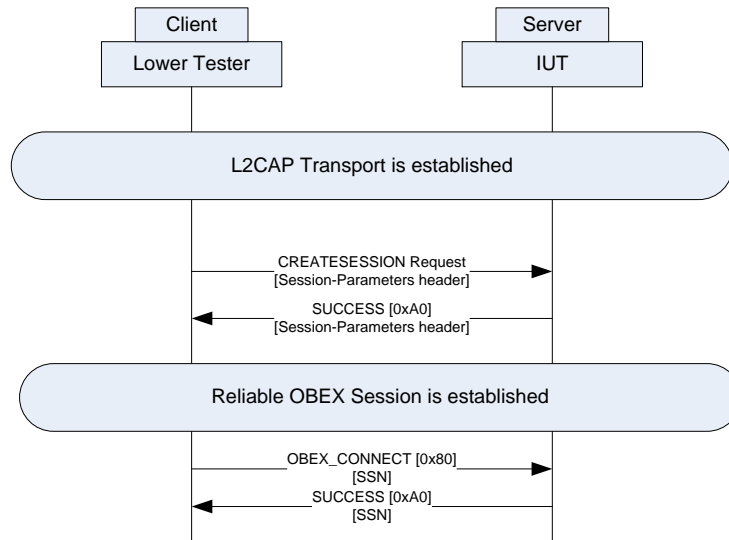 Client
Server
Lower Tester
IUT
L2CAP Transport is established
CREATESESSION Request
[Session-Parameters header]
SUCCESS [0xA0]
[Session-Parameters header]
Reliable OBEX Session is established
OBEX_CONNECT [0x80]
[SSN]
SUCCESS [0xA0]
[SSN]